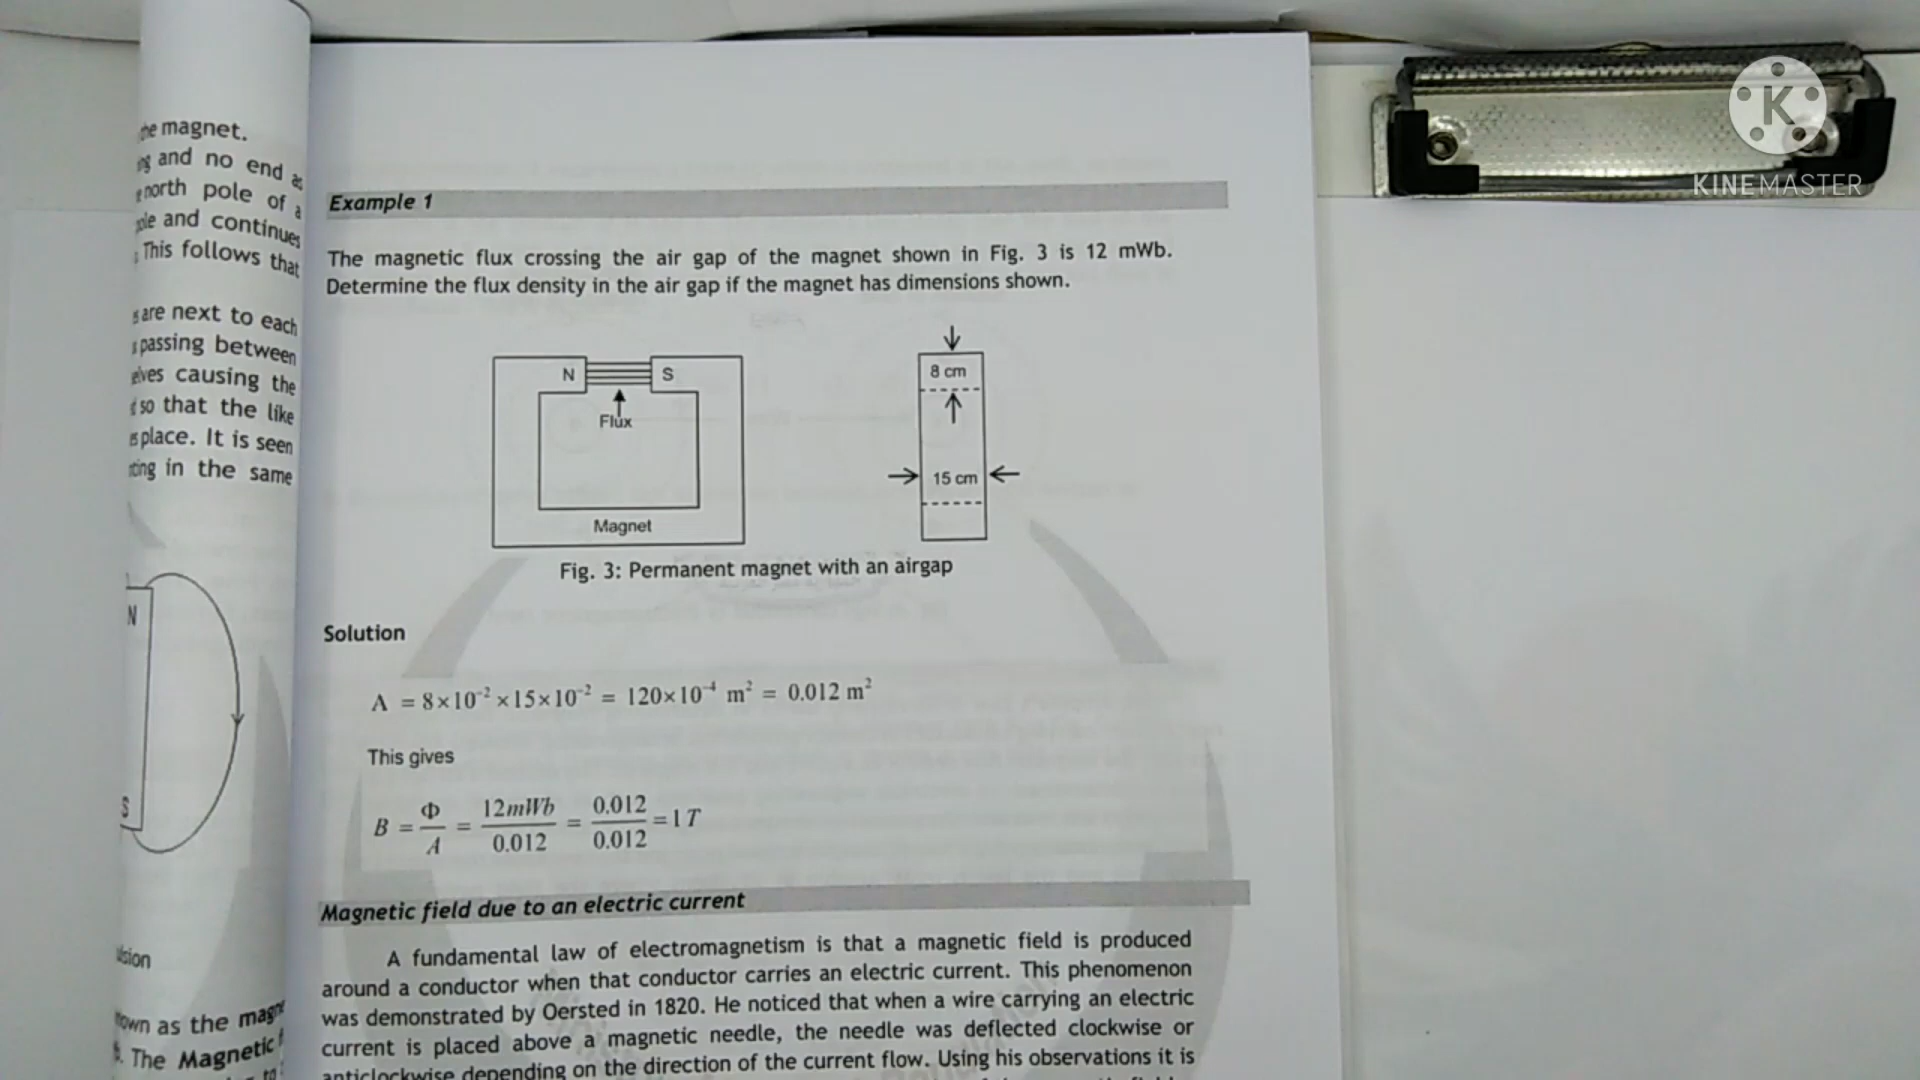 he magnet.
and no end as
north pole of a
and continues
This follows that
are next to each
passing between
causing the
so that the like
place. It is seen
in the same
N
S
own as the
The Magnetic
KINEMASTER
Example 1
The magnetic flux crossing the air gap of the magnet shown in Fig. 3 is 12 mWb.
Determine the flux density in the air gap if the magnet has dimensions shown.
N S
Flux
Magnet
8 cm
15 cm
Fig. 3: Permanent magnet with an airgap
Solution
A = 8×10⁻² ×15×10⁻² = 120×10⁻⁴ m² = 0.012 m²
This gives
B = Φ/A = 12mWb/0.012 = 0.012/0.012 = 1 T
Magnetic field due to an electric current
A fundamental law of electromagnetism is that a magnetic field is produced
around a conductor when that conductor carries an electric current. This phenomenon
was demonstrated by Oersted in 1820. He noticed that when a wire carrying an electric
current is placed above a magnetic needle, the needle was deflected clockwise or
anticlockwise depending on the direction of the current flow. Using his observations it is